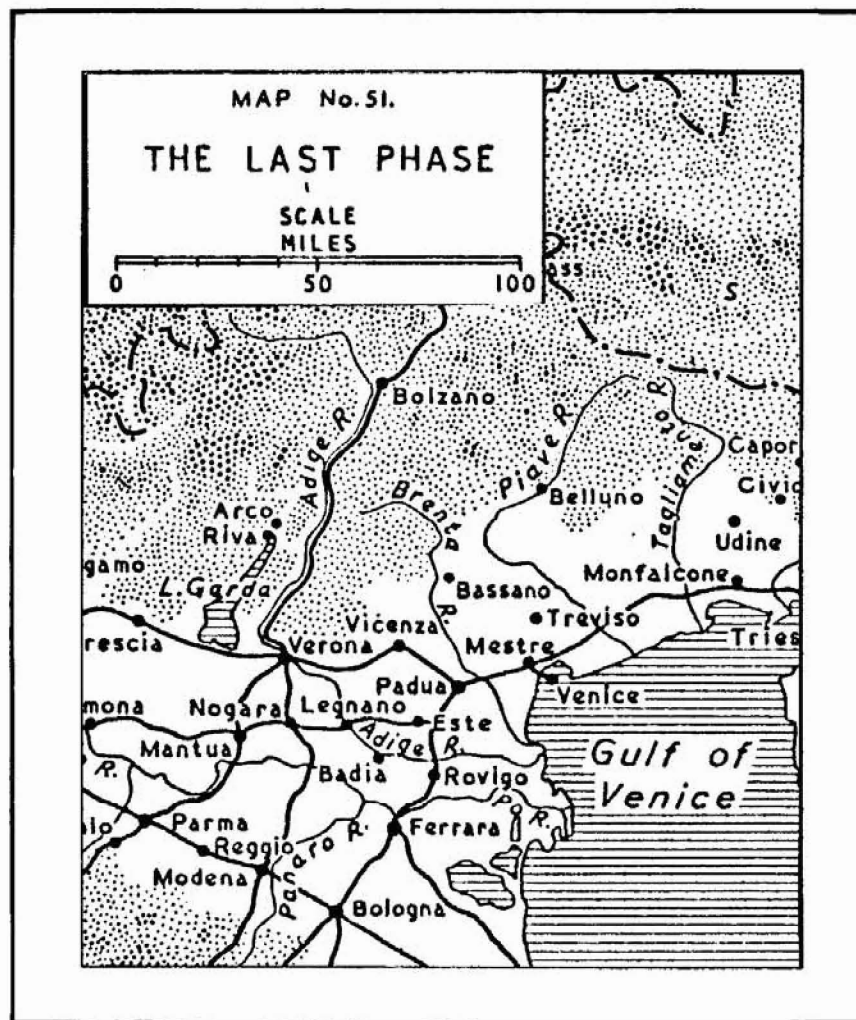 MAP No. 51.
THE LAST PHASE
SCALE
MILES
0 50 100
ass
S
Bolzano
Adige R.
Piave R.
Tagliamento R.
Capor
Brenta R.
Belluno
Civid
Arco
Riva
Udine
gamo
L. Garda
Bassano
Monfalcone
Treviso
Vicenza
Tries
rescia
Verona
Mestre
Padua
Venice
mona
Nogara
Legnano
Este
Mantua
Adige R.
Gulf of
Venice
R.
Badia
Rovigo
Po R.
Parma
Ferrara
Reggio
Panaro R.
Modena
Bologna